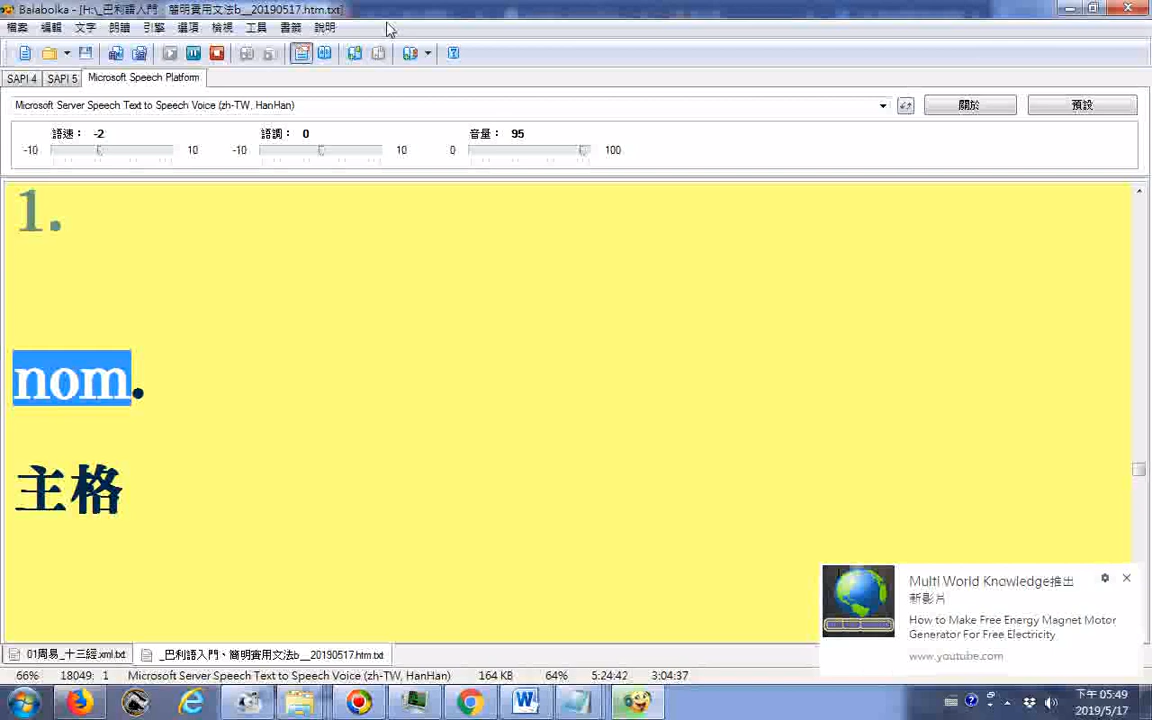 Balabolka - [H:\_巴利語入門、簡明實用文法b__20190517.htm.txt]
檔案 編輯 文字 朗讀 引擎 選項 檢視 工具 書籤 說明
SAPI 4 SAPI 5 Microsoft Speech Platform
Microsoft Server Speech Text to Speech Voice (zh-TW, HanHan) 關於 預設
語速： -2 語調： 0 音量： 95
-10 10 -10 10 0 100
1.
nom.
主格
Multi World Knowledge推出
新影片
How to Make Free Energy Magnet Motor
Generator For Free Electricity
www.youtube.com
01周易_十三經.xml.txt _巴利語入門、簡明實用文法b__20190517.htm.txt
66% 18049: 1 Microsoft Server Speech Text to Speech Voice (zh-TW, HanHan) 164 KB 64% 5:24:42 3:04:37
下午 05:49
2019/5/17